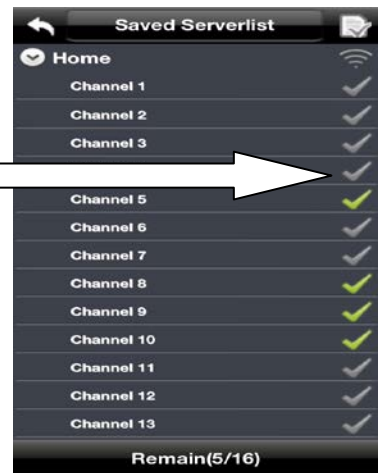 Saved Serverlist
Home
Channel 1
Channel 2
Channel 3
Channel 5
Channel 6
Channel 7
Channel 8
Channel 9
Channel 10
Channel 11
Channel 12
Channel 13
Remain(5/16)